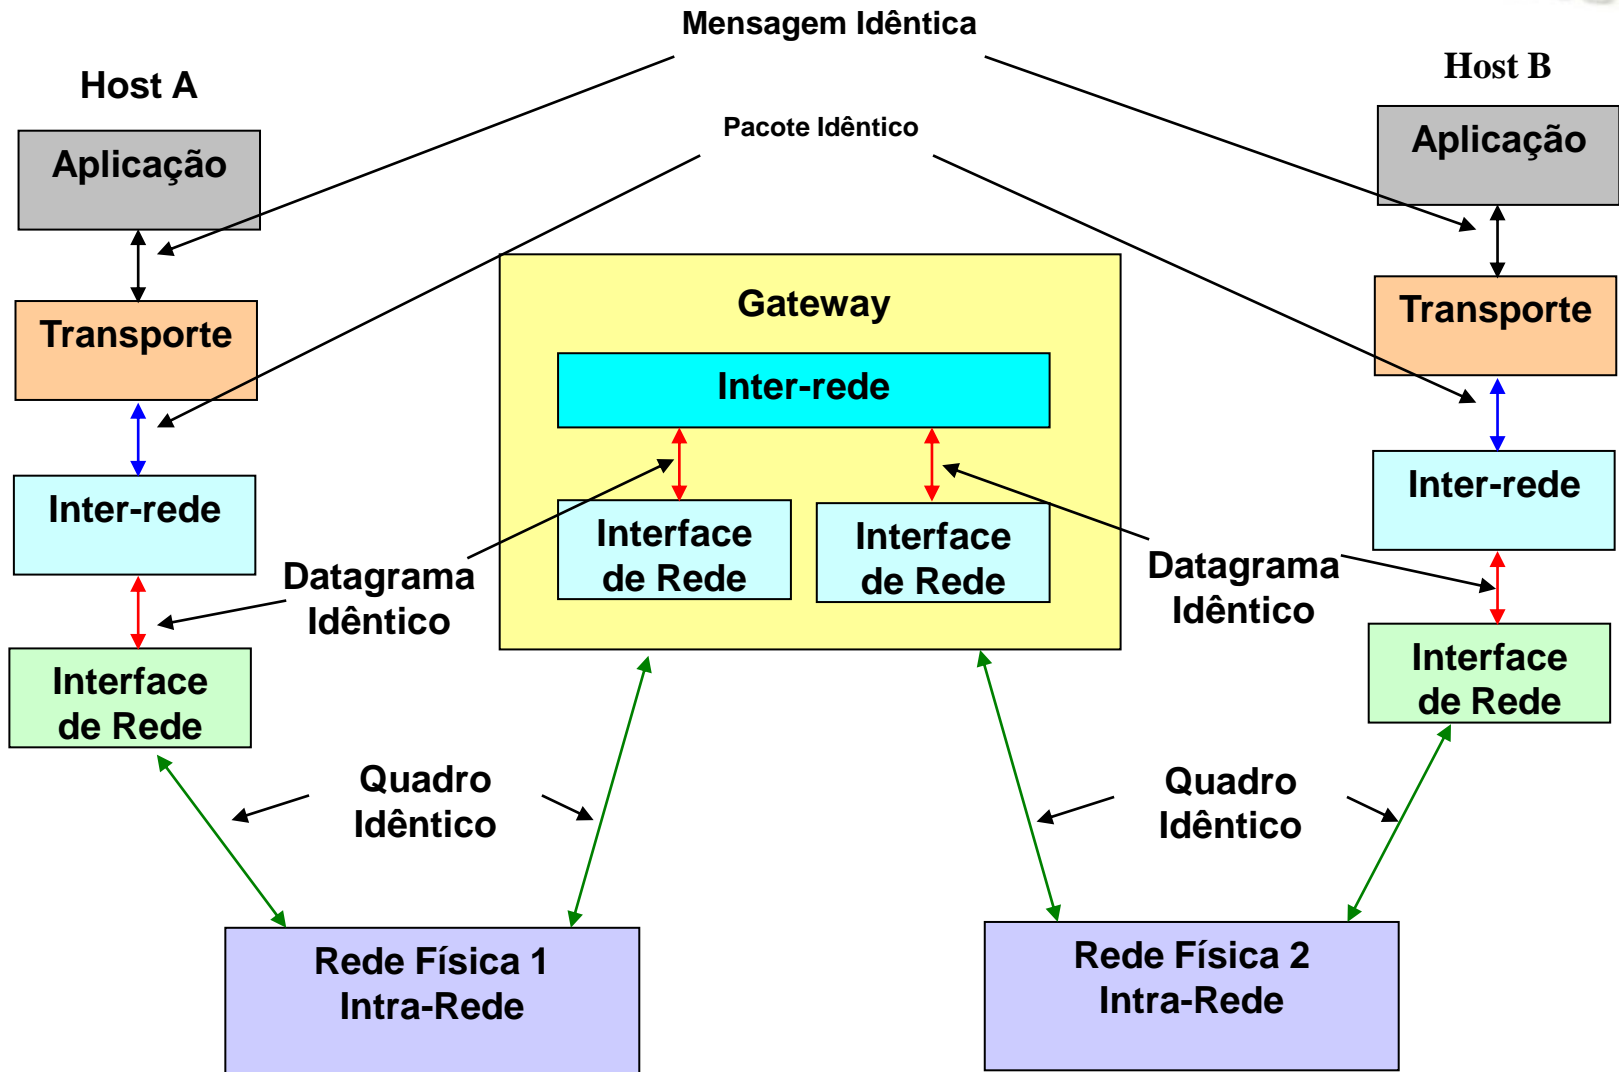 Mensagem Idêntica
Host A
Host B
Pacote Idêntico
Aplicação
Aplicação
Transporte
Gateway
Transporte
Inter-rede
Inter-rede
Inter-rede
Interface
de Rede
Interface
de Rede
Datagrama
Idêntico
Datagrama
Idêntico
Interface
de Rede
Interface
de Rede
Quadro
Idêntico
Quadro
Idêntico
Rede Física 1
Intra-Rede
Rede Física 2
Intra-Rede